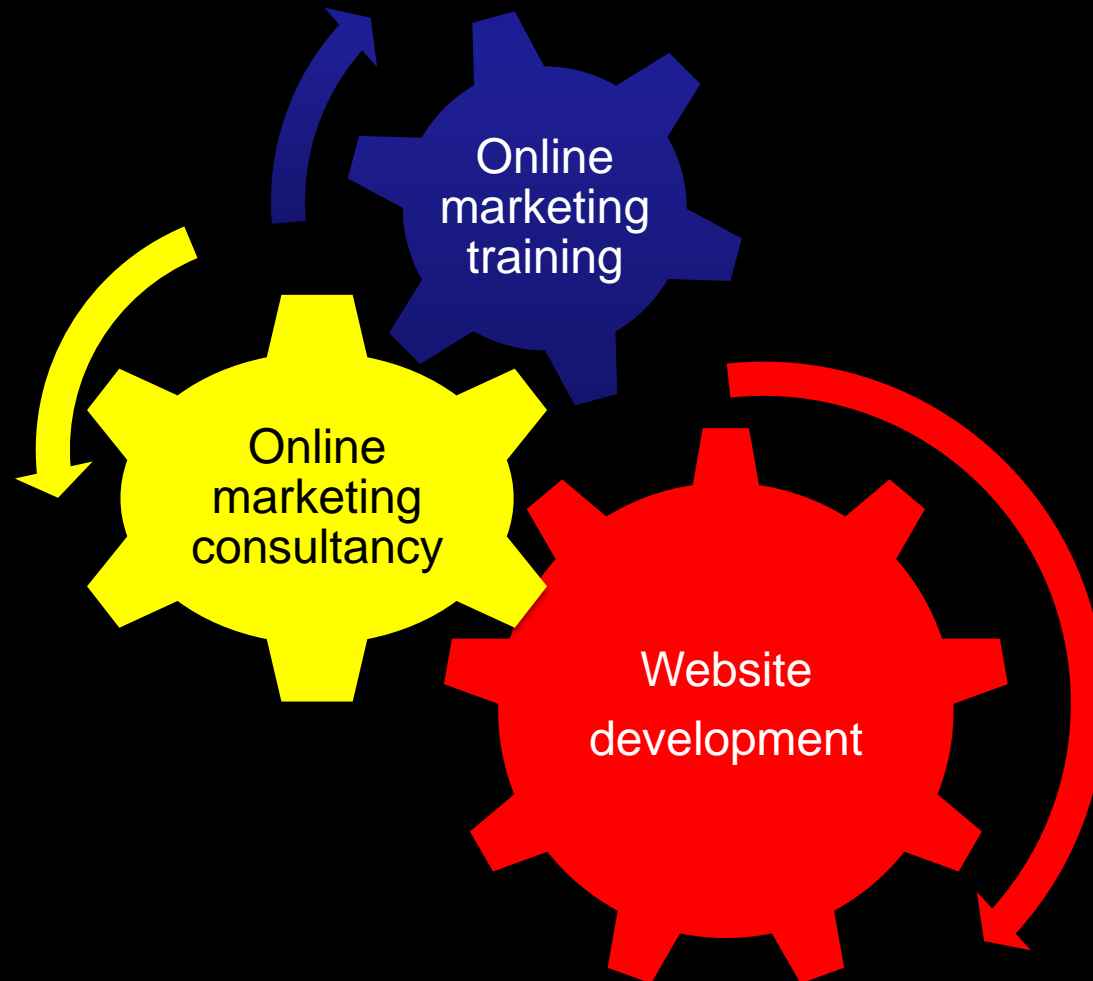 Online
marketing
training
Online
marketing
consultancy
Website
development